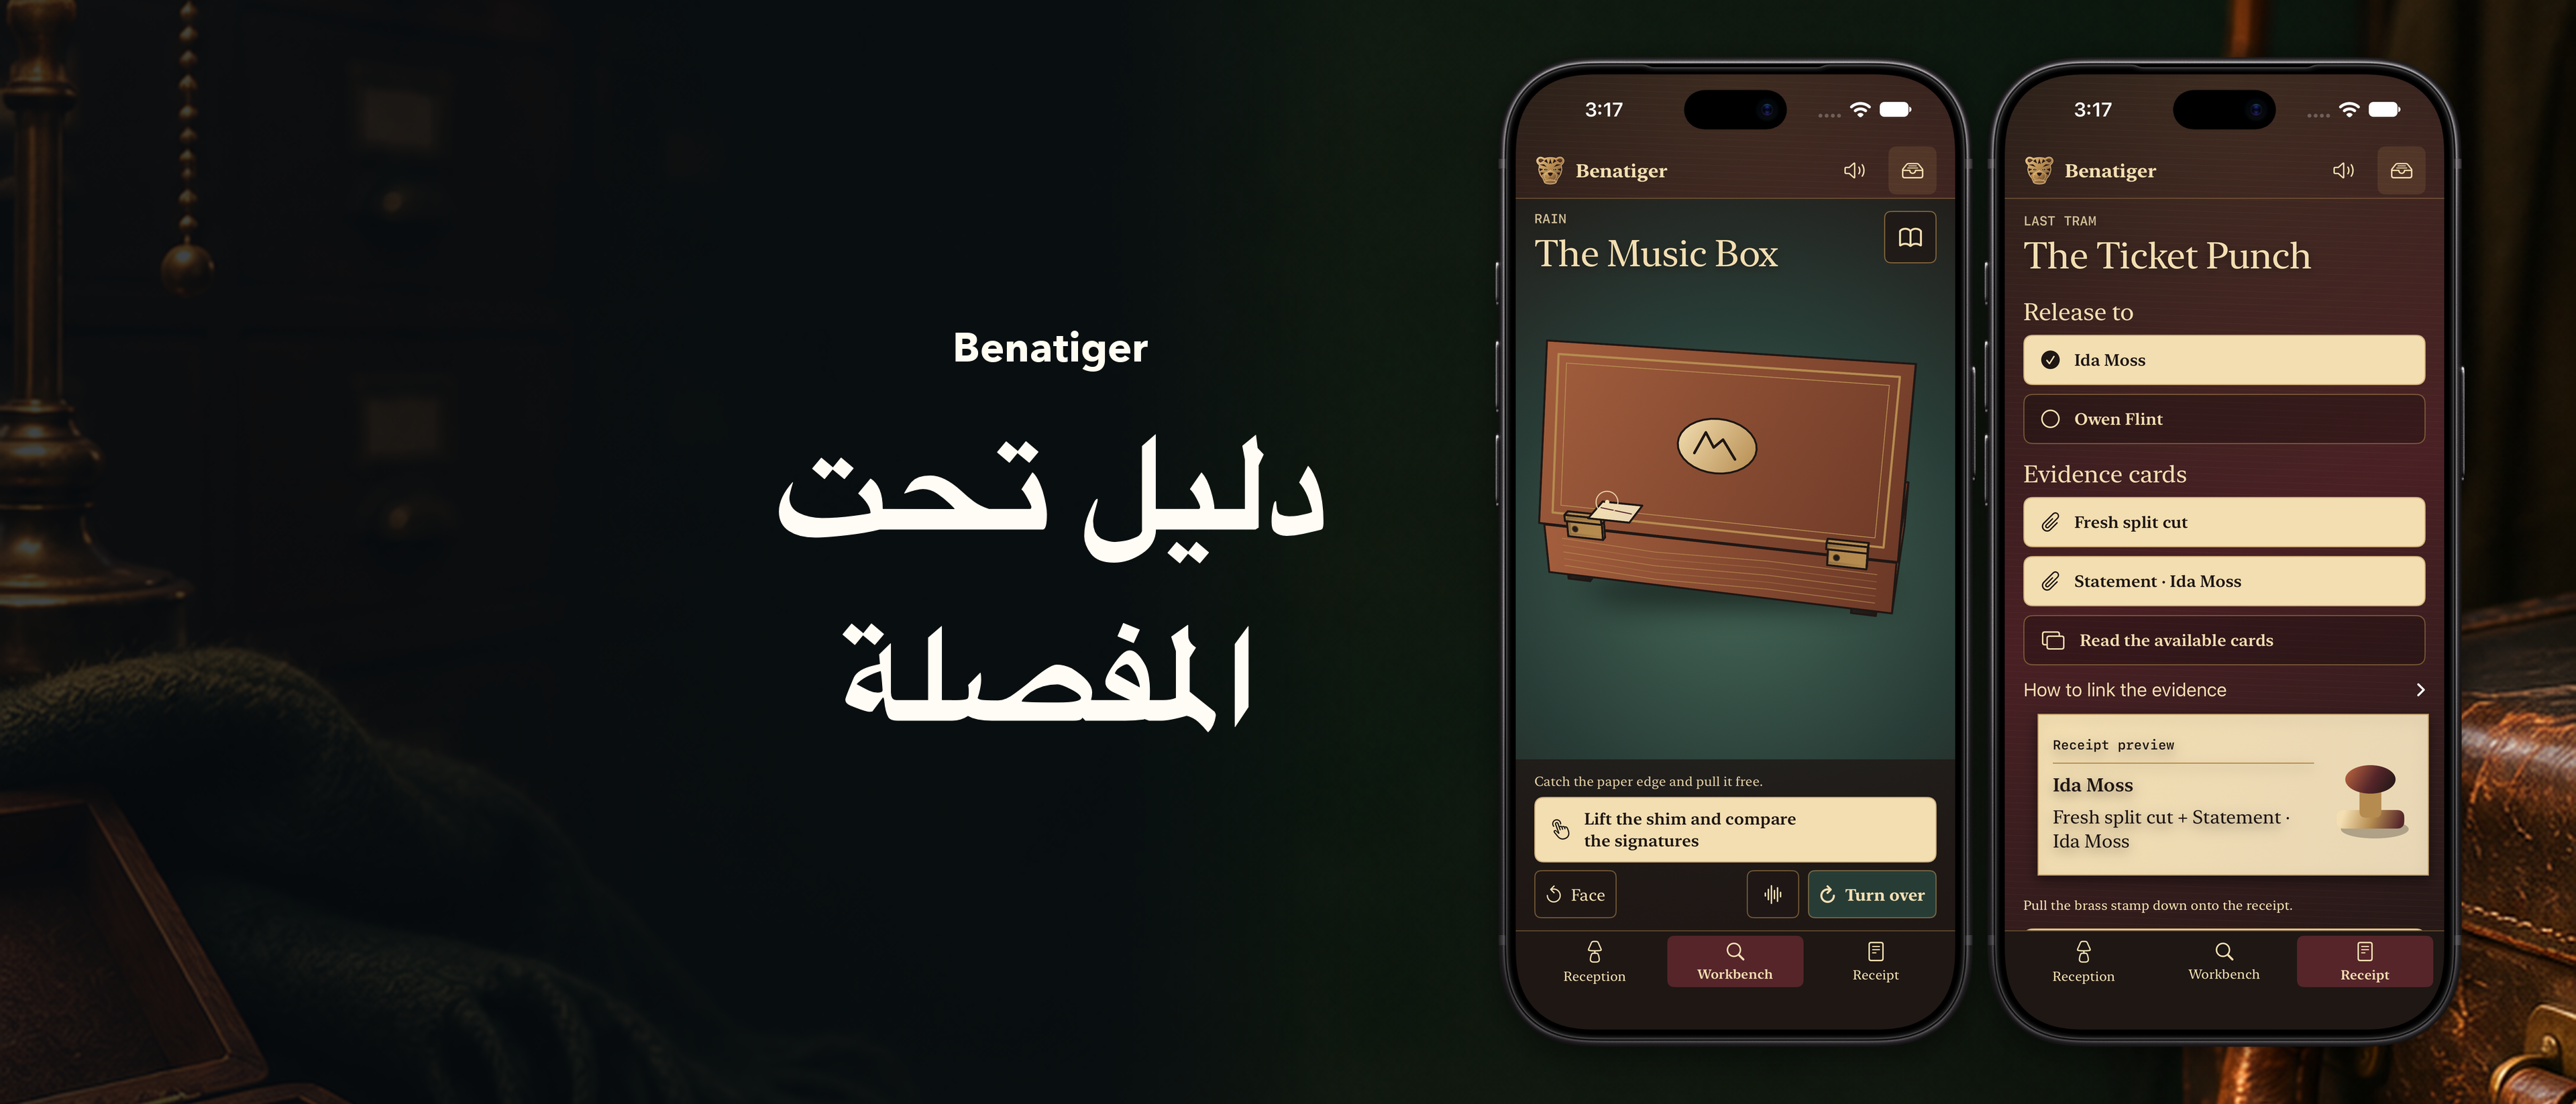 Benatiger
دليل تحت
المفصلة
3:17
Benatiger
RAIN
The Music Box
Catch the paper edge and pull it free.
Lift the shim and compare
the signatures
Face
Turn over
Reception
Workbench
Receipt
3:17
Benatiger
LAST TRAM
The Ticket Punch
Release to
Ida Moss
Owen Flint
Evidence cards
Fresh split cut
Statement · Ida Moss
Read the available cards
How to link the evidence
Receipt preview
Ida Moss
Fresh split cut + Statement ·
Ida Moss
Pull the brass stamp down onto the receipt.
Reception
Workbench
Receipt